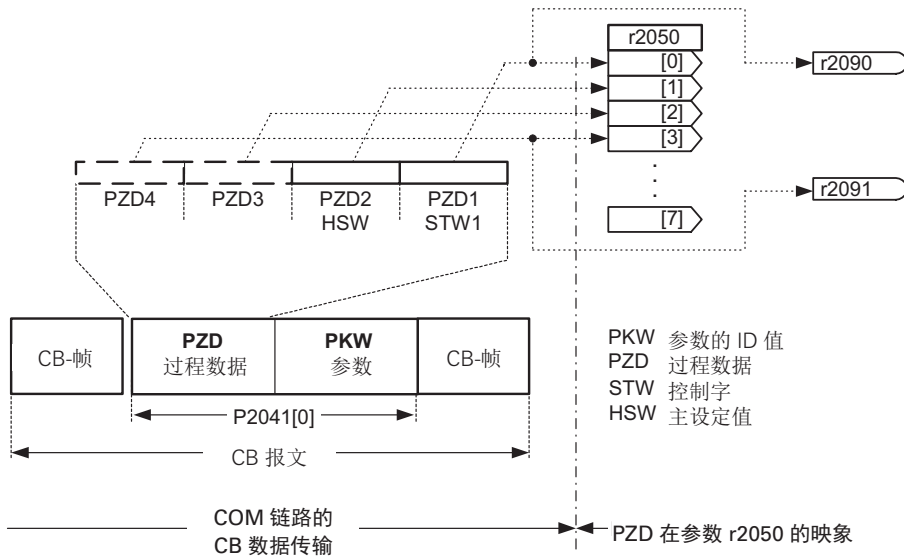 r2050
[0]
r2090
[1]
[2]
[3]
PZD4
PZD3
PZD2
HSW
PZD1
STW1
r2091
[7]
CB-帧
PZD
过程数据
PKW
参数
CB-帧
P2041[0]
CB 报文
PKW 参数的 ID 值
PZD 过程数据
STW 控制字
HSW 主设定值
COM 链路的
CB 数据传输
PZD 在参数 r2050 的映象